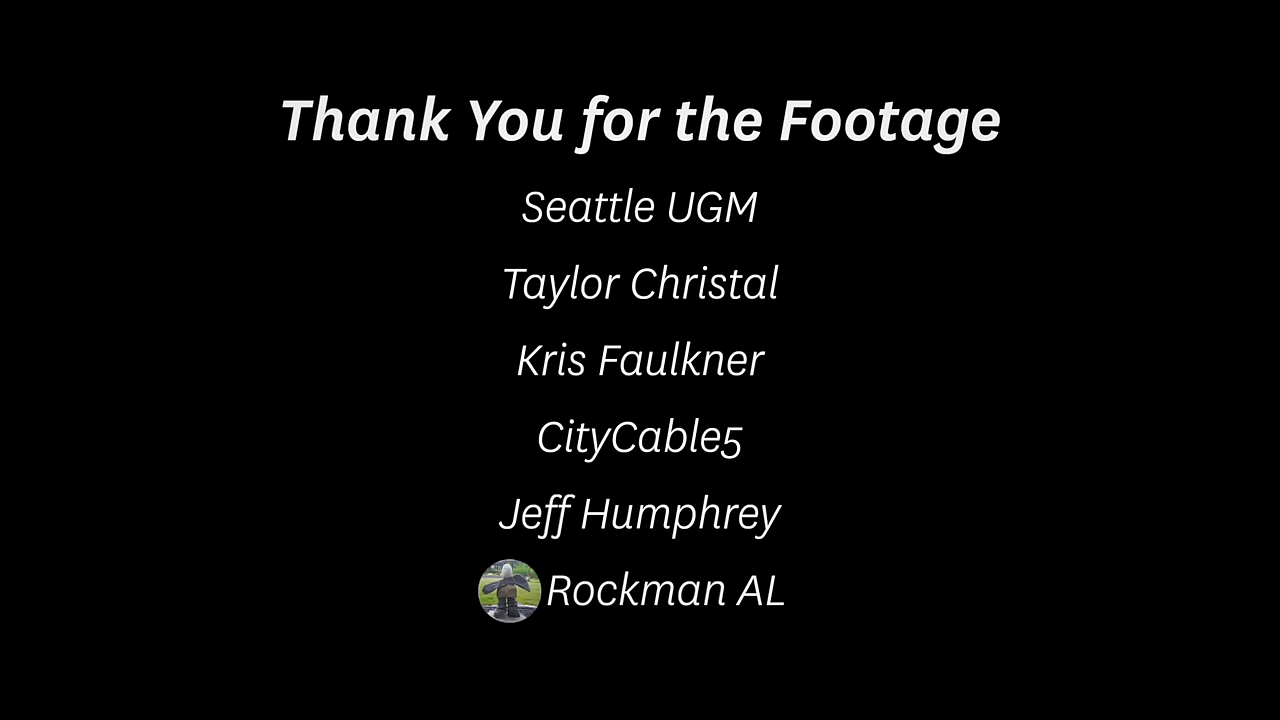 Thank You for the Footage
Seattle UGM
Taylor Christal
Kris Faulkner
CityCable5
Jeff Humphrey
Rockman AL